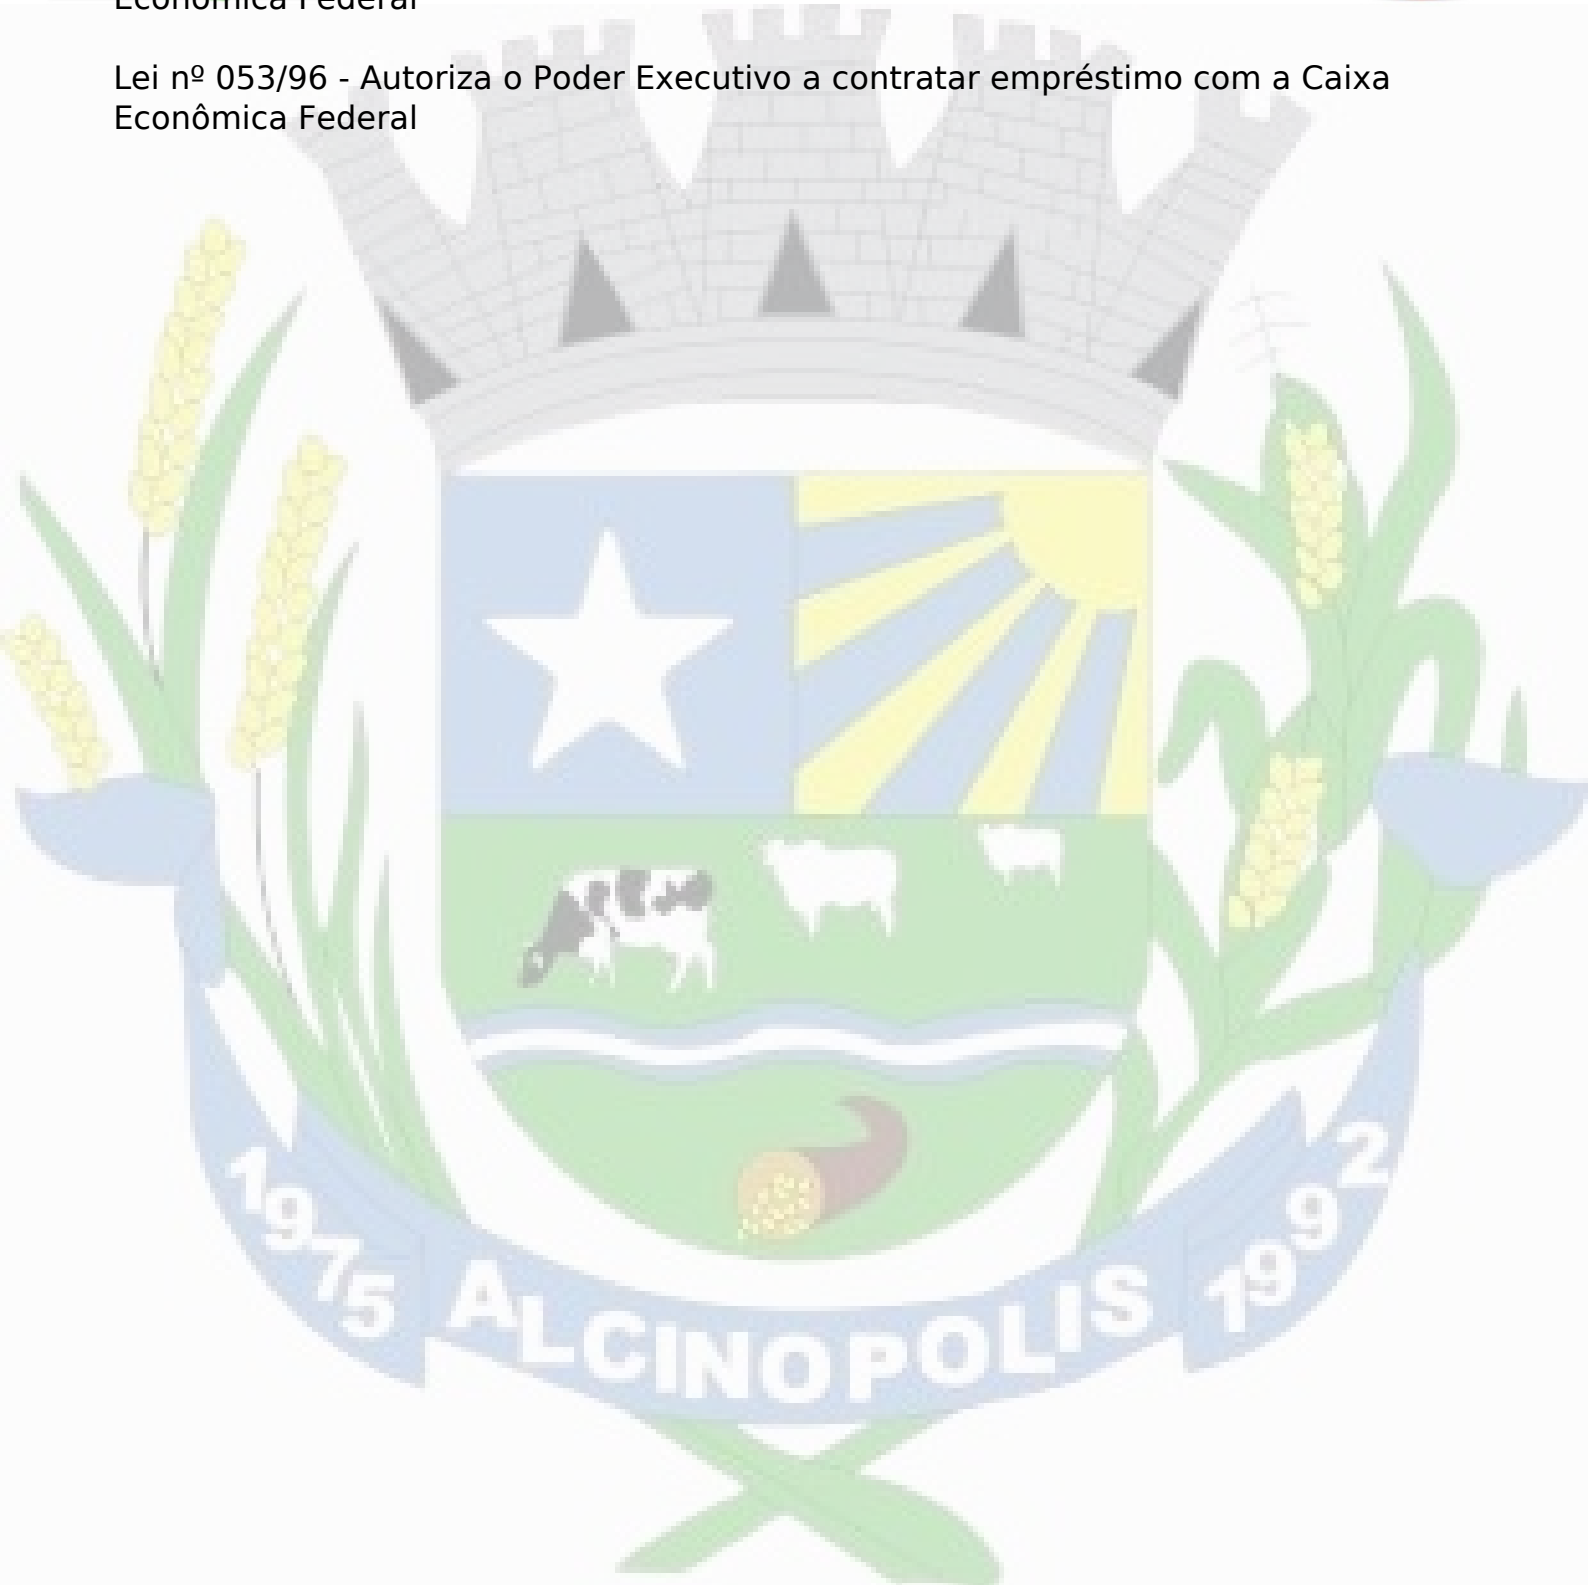 Econômica Federal
Lei nº 053/96 - Autoriza o Poder Executivo a contratar empréstimo com a Caixa
Econômica Federal
1975 ALCINOPOLIS 1992